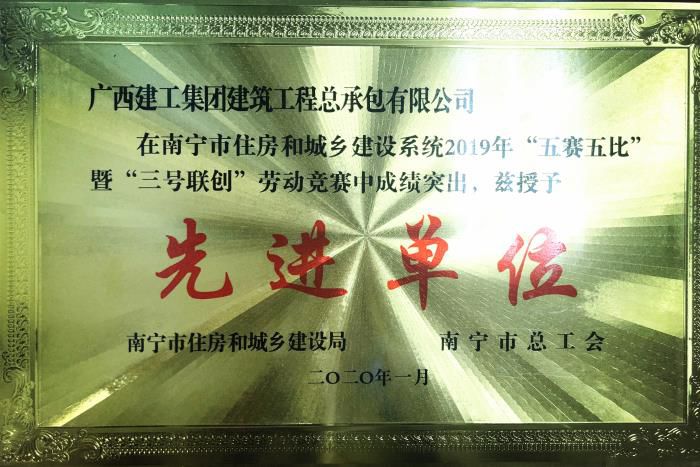 广西建工集团建筑工程总承包有限公司
在南宁市住房和城乡建设系统2019年“五赛五比”
暨“三号联创”劳动竞赛中成绩突出，兹授予
先进单位
南宁市住房和城乡建设局 南宁市总工会
二〇二〇年一月